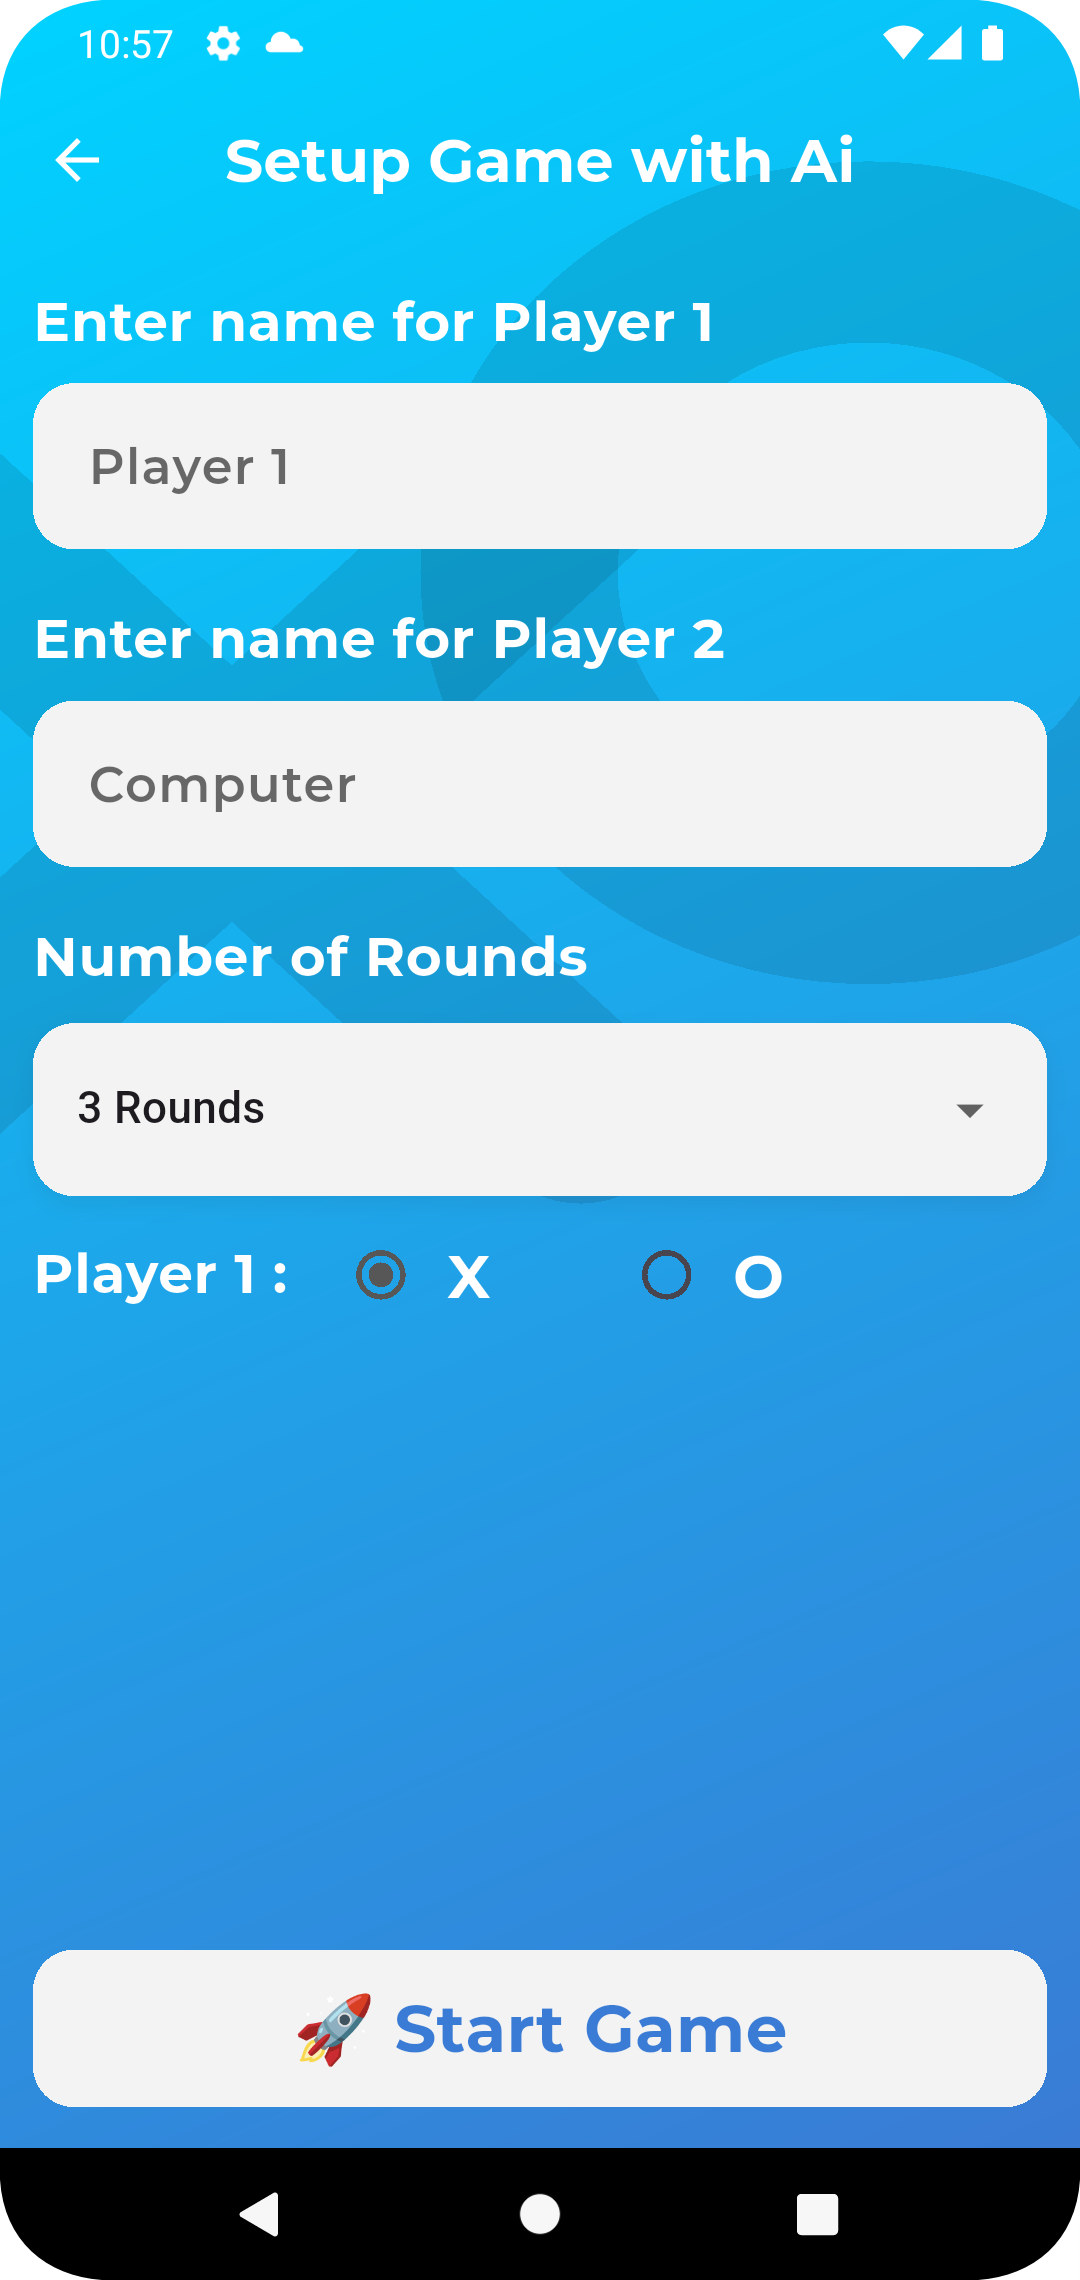 10:57
Setup Game with Ai
Enter name for Player 1
Player 1
Enter name for Player 2
Computer
Number of Rounds
3 Rounds
Player 1 : X O
🚀 Start Game